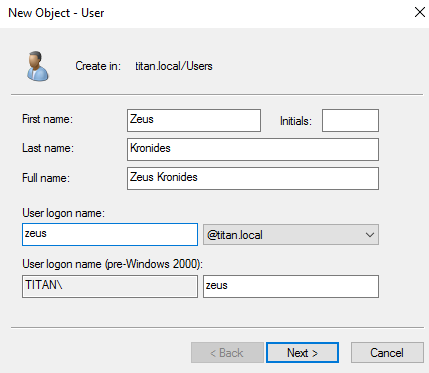 New Object - User
Create in: titan.local/Users
First name: Zeus Initials:
Last name: Kronides
Full name: Zeus Kronides
User logon name:
zeus @titan.local
User logon name (pre-Windows 2000):
TITAN\ zeus
< Back Next > Cancel